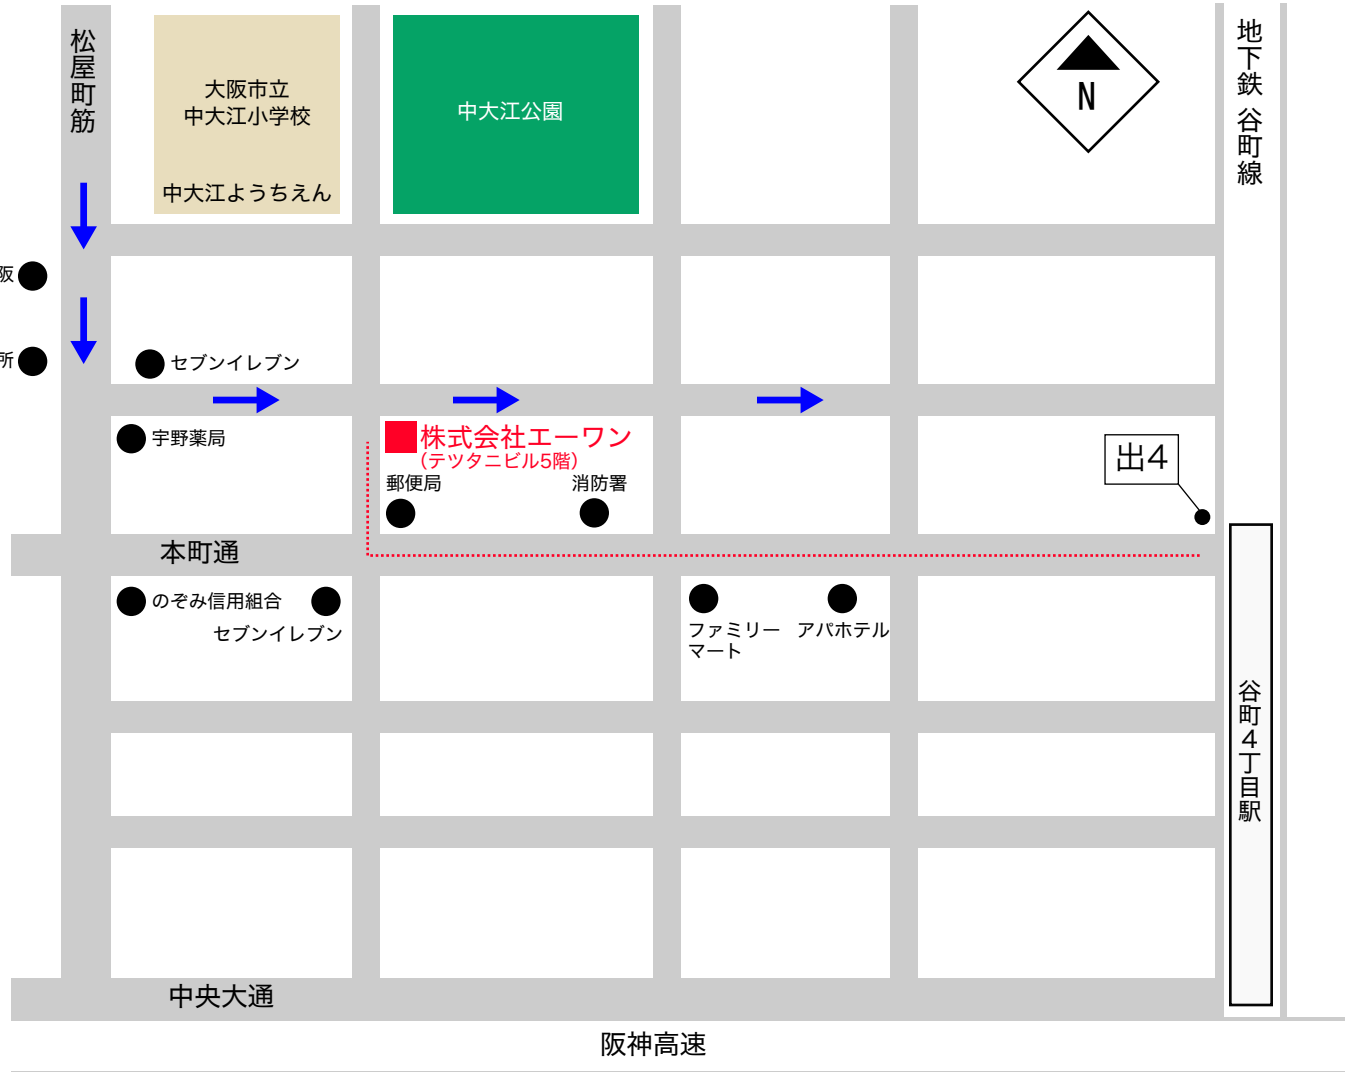 松屋町筋
大阪市立
中大江小学校
中大江ようちえん
中大江公園
N
地下鉄 谷町線
阪
所
セブンイレブン
宇野薬局
株式会社エーワン
(テツタニビル5階)
郵便局
消防署
出4
本町通
のぞみ信用組合
セブンイレブン
ファミリー
マート
アパホテル
谷町4丁目駅
中央大通
阪神高速